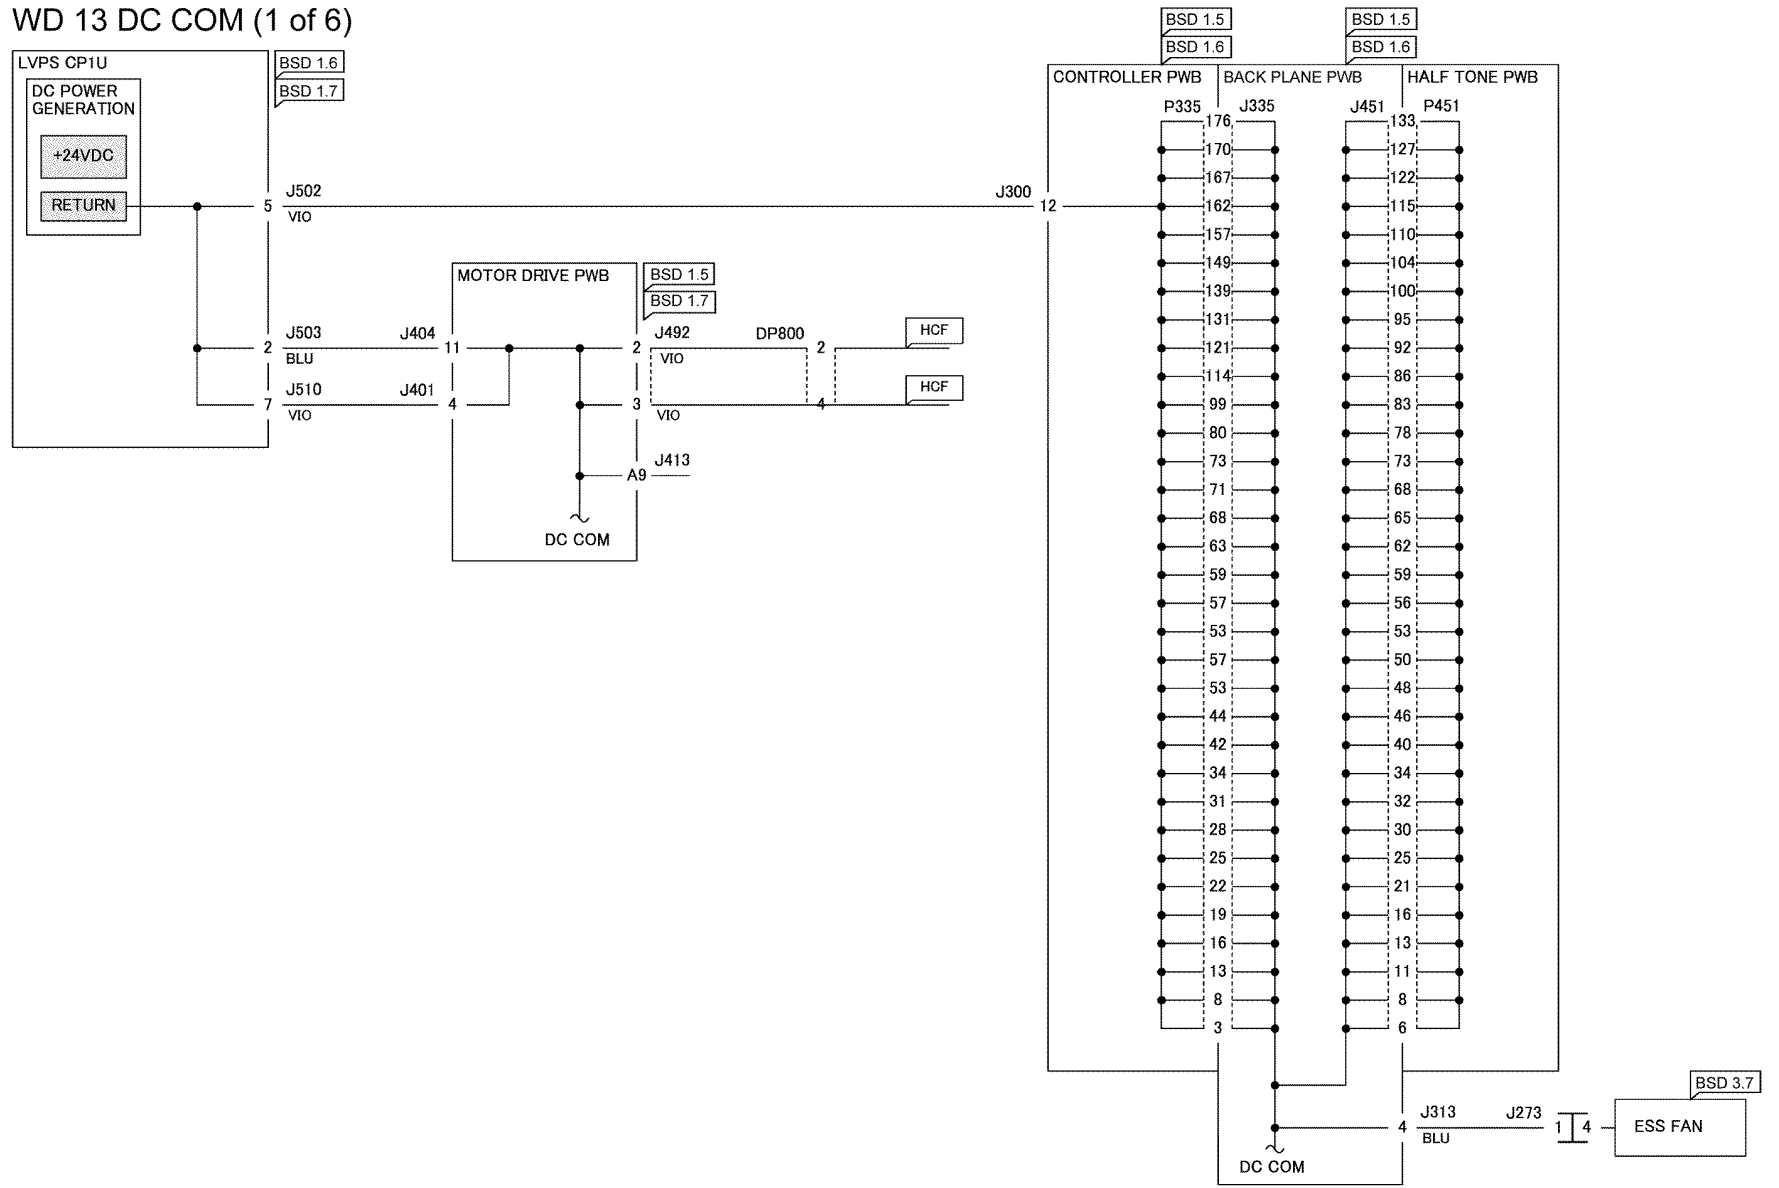 WD 13 DC COM (1 of 6)
BSD 1.5 BSD 1.5
BSD 1.6 BSD 1.6
LVPS CP1U BSD 1.6
CONTROLLER PWB BACK PLANE PWB HALF TONE PWB
DC POWER BSD 1.7
GENERATION
P335 J335 J451 P451
176 133
+24VDC
170 127
167 122
J502 J300
RETURN 5 12 162 115
VIO
157 110
149 104
MOTOR DRIVE PWB BSD 1.5
139 100
BSD 1.7
131 95
J503 J404 J492 DP800 HCF
2 11 2 2 121 92
BLU VIO
114 86
J510 J401 HCF
7 4 3 4 99 83
VIO VIO
80 78
J413 73 73
A9
71 68
68 65
DC COM
63 62
59 59
57 56
53 53
57 50
53 48
44 46
42 40
34 34
31 32
28 30
25 25
22 21
19 16
16 13
13 11
8 8
3 6
BSD 3.7
J313 J273
4 1 4 ESS FAN
BLU
DC COM